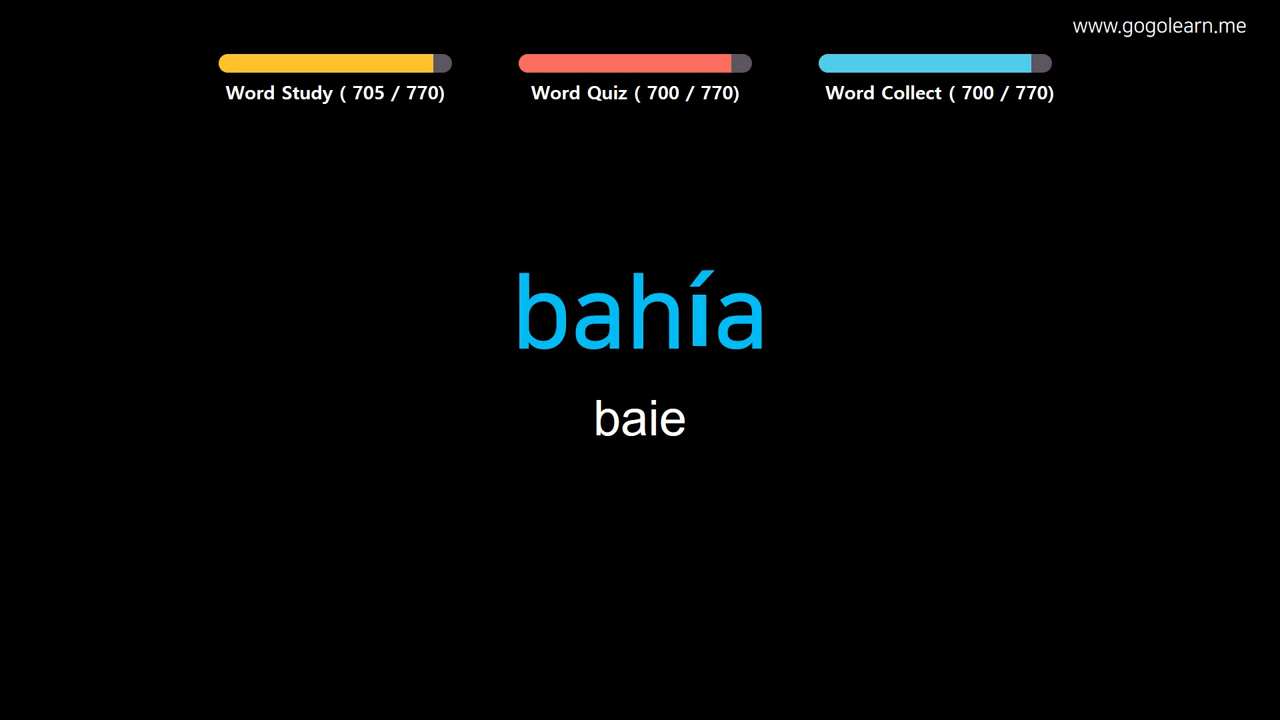 www.gogolearn.me
Word Study ( 705 / 770)
Word Quiz ( 700 / 770)
Word Collect ( 700 / 770)
bahía
baie